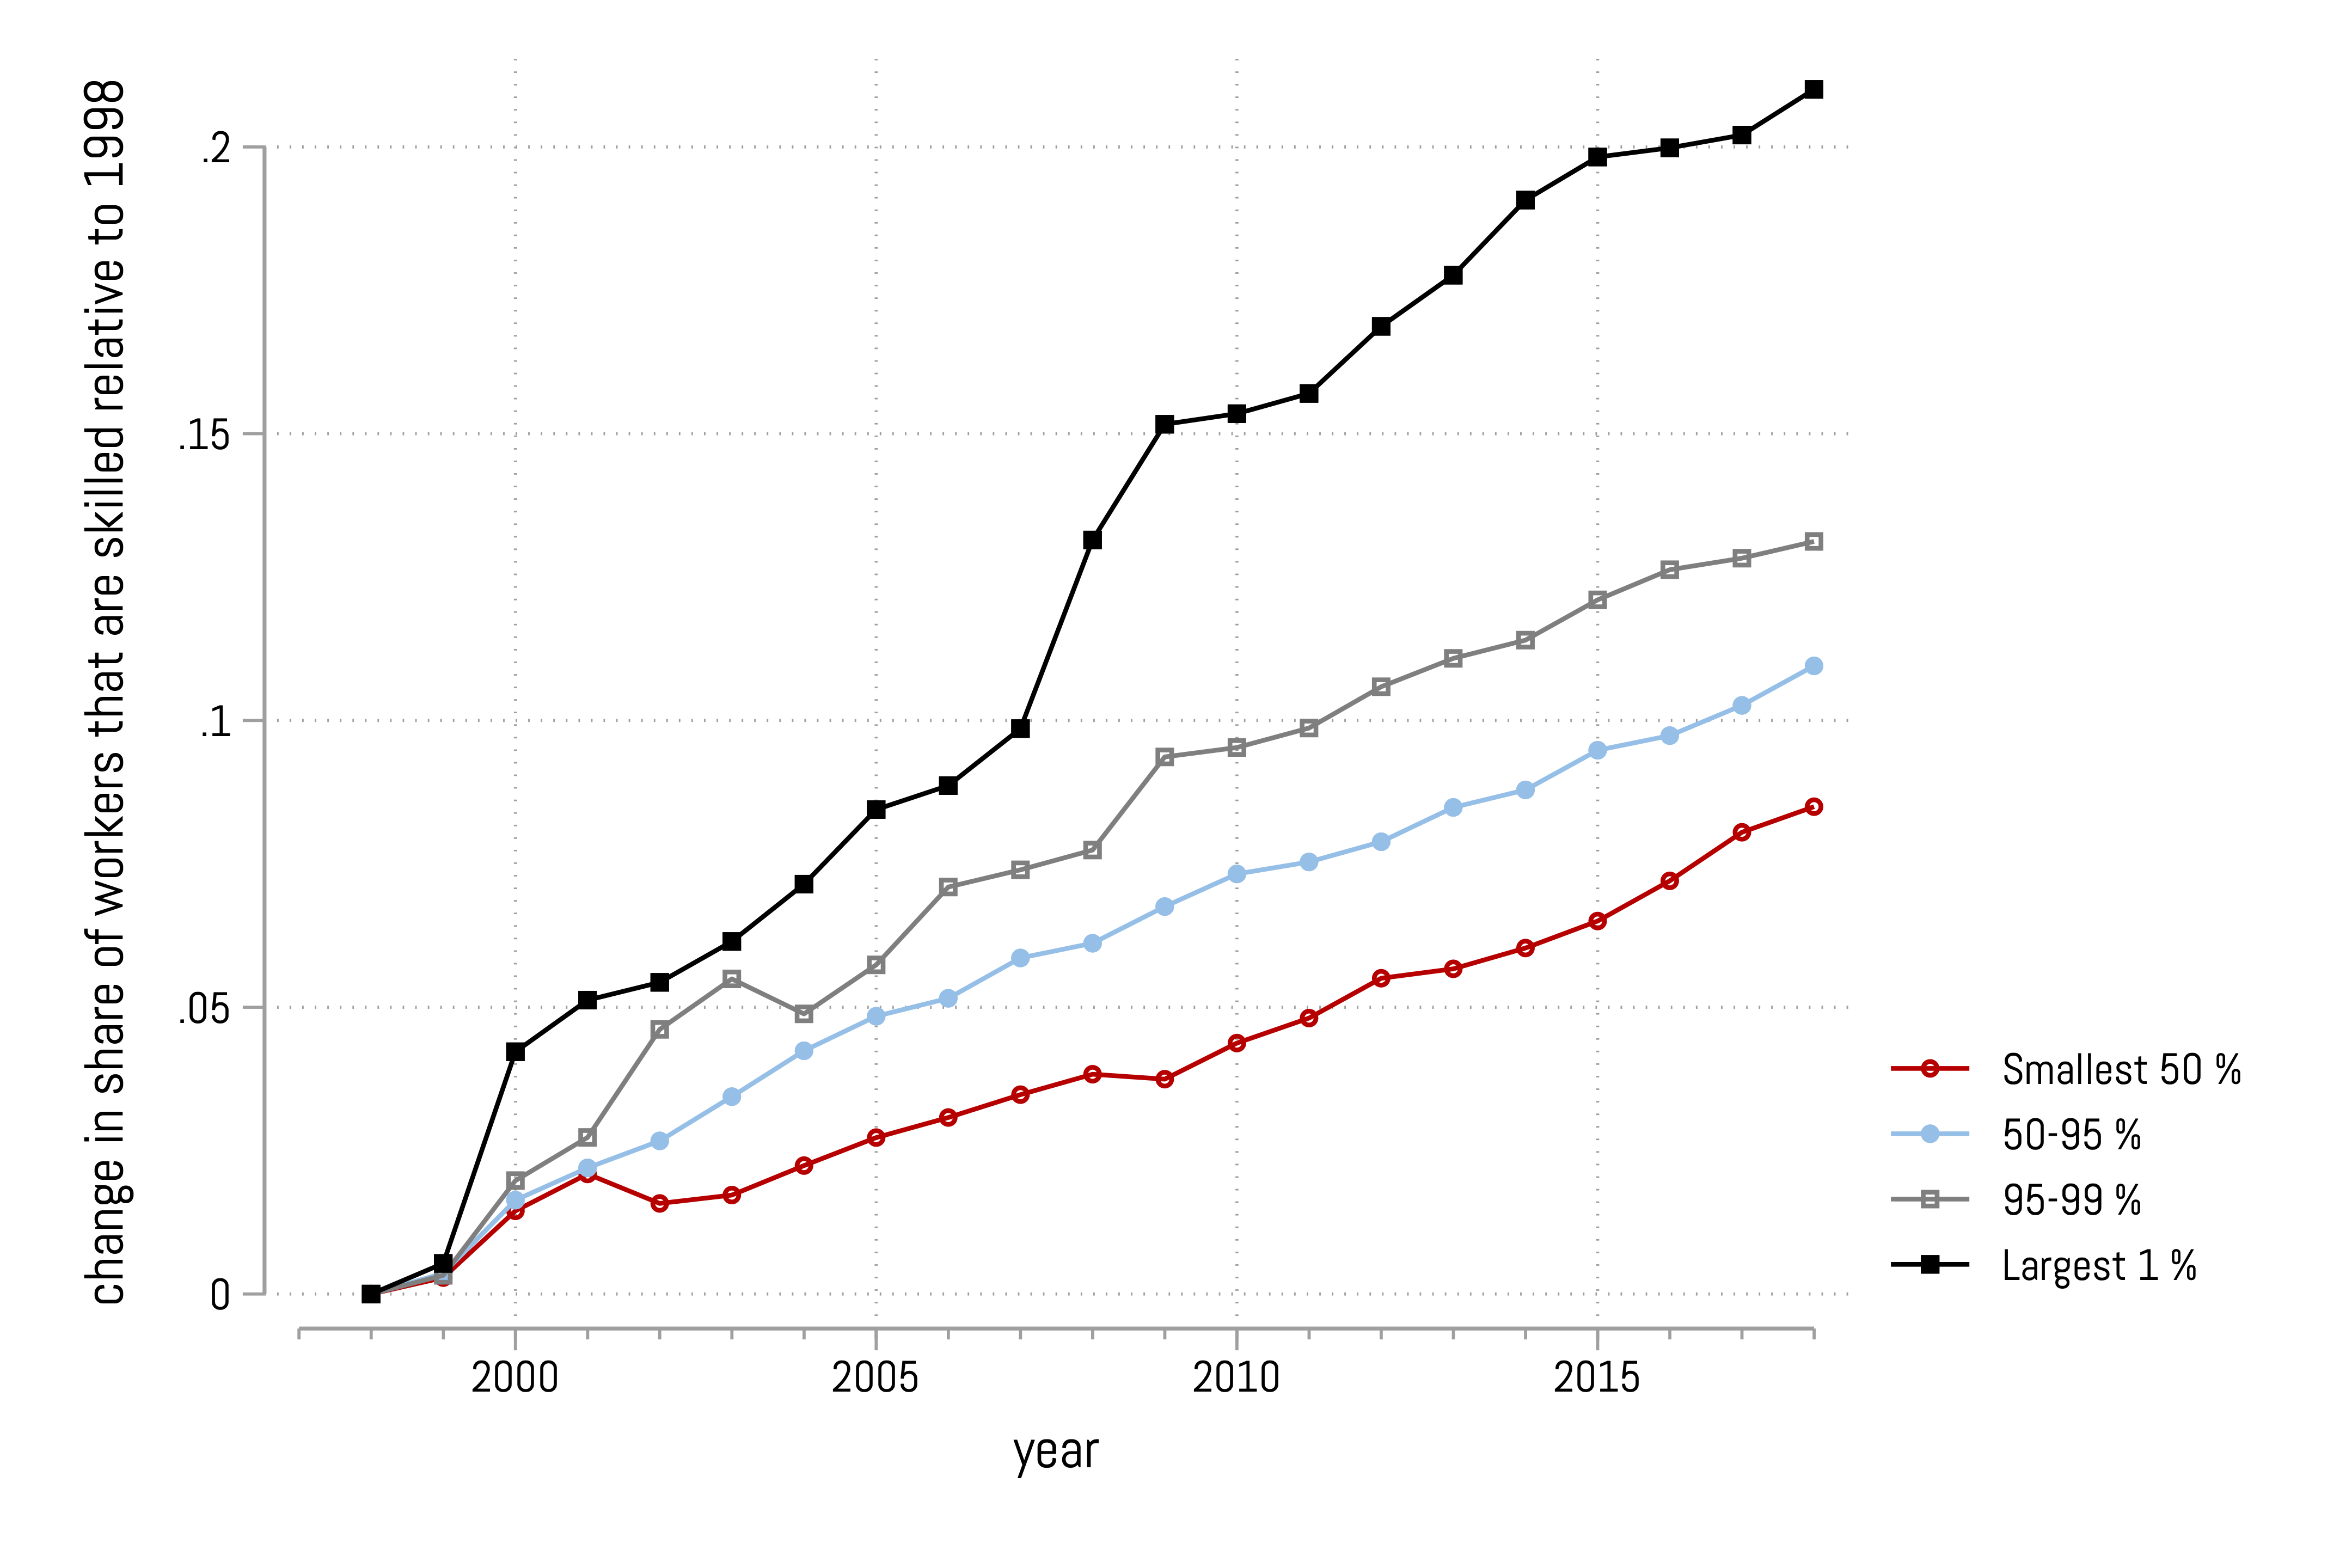 change in share of workers that are skilled relative to 1998
.2
.15
.1
.05
0
2000
2005
2010
2015
year
Smallest 50 %
50-95 %
95-99 %
Largest 1 %